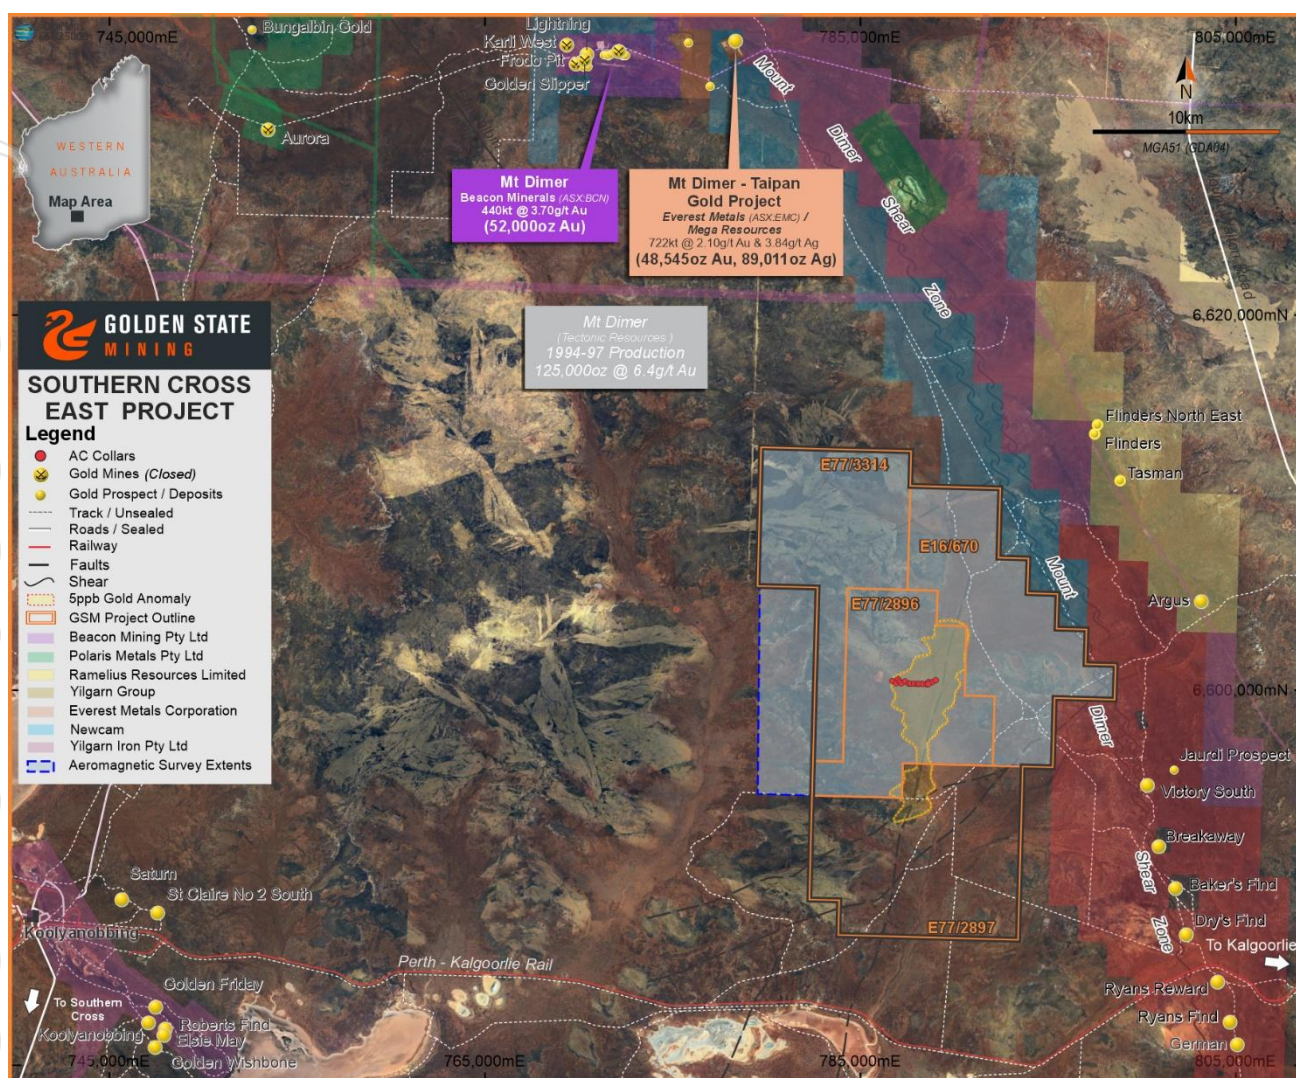 745,000mE
Bungalbin Gold
Lightning
Karli West
Frodo Pit
Golden Slipper
785,000mE
805,000mE
N
10km
MGA51 (GDA04)
WESTERN
AUSTRALIA
Map Area
Aurora
Mount
Dimer
Shear
Zone
Mt Dimer
Beacon Minerals (ASX:BCN)
440kt @ 3.70g/t Au
(52,000oz Au)
Mt Dimer - Taipan
Gold Project
Everest Metals (ASX:EMC) /
Mega Resources
722kt @ 2.10g/t Au & 3.84g/t Ag
(48,545oz Au, 89,011oz Ag)
Mt Dimer
(Tectonic Resources )
1994-97 Production
125,000oz @ 6.4g/t Au
6,620,000mN
GOLDEN STATE
MINING
SOUTHERN CROSS
EAST PROJECT
Legend
AC Collars
Gold Mines (Closed)
Gold Prospect / Deposits
Track / Unsealed
Roads / Sealed
Railway
Faults
Shear
5ppb Gold Anomaly
GSM Project Outline
Beacon Mining Pty Ltd
Polaris Metals Pty Ltd
Ramelius Resources Limited
Yilgarn Group
Everest Metals Corporation
Newcam
Yilgarn Iron Pty Ltd
Aeromagnetic Survey Extents
Flinders North East
Flinders
Tasman
E77/3314
E16/670
E77/2896
Mount
Argus
6,600,000mN
Dimer
Jaurdi Prospect
Victory South
Breakaway
Shear
Baker's Find
Dry's Find
Zone
E77/2897
To Kalgoorlie
Saturn
St Claire No 2 South
Koolyanobbing
Perth - Kalgoorlie Rail
Golden Friday
To Southern
Cross
Roberts Find
Koolyanobbing
Elsie May
Golden Wishbone
Ryans Reward
Ryans Find
German
745,000mE
765,000mE
785,000mE
805,000mE